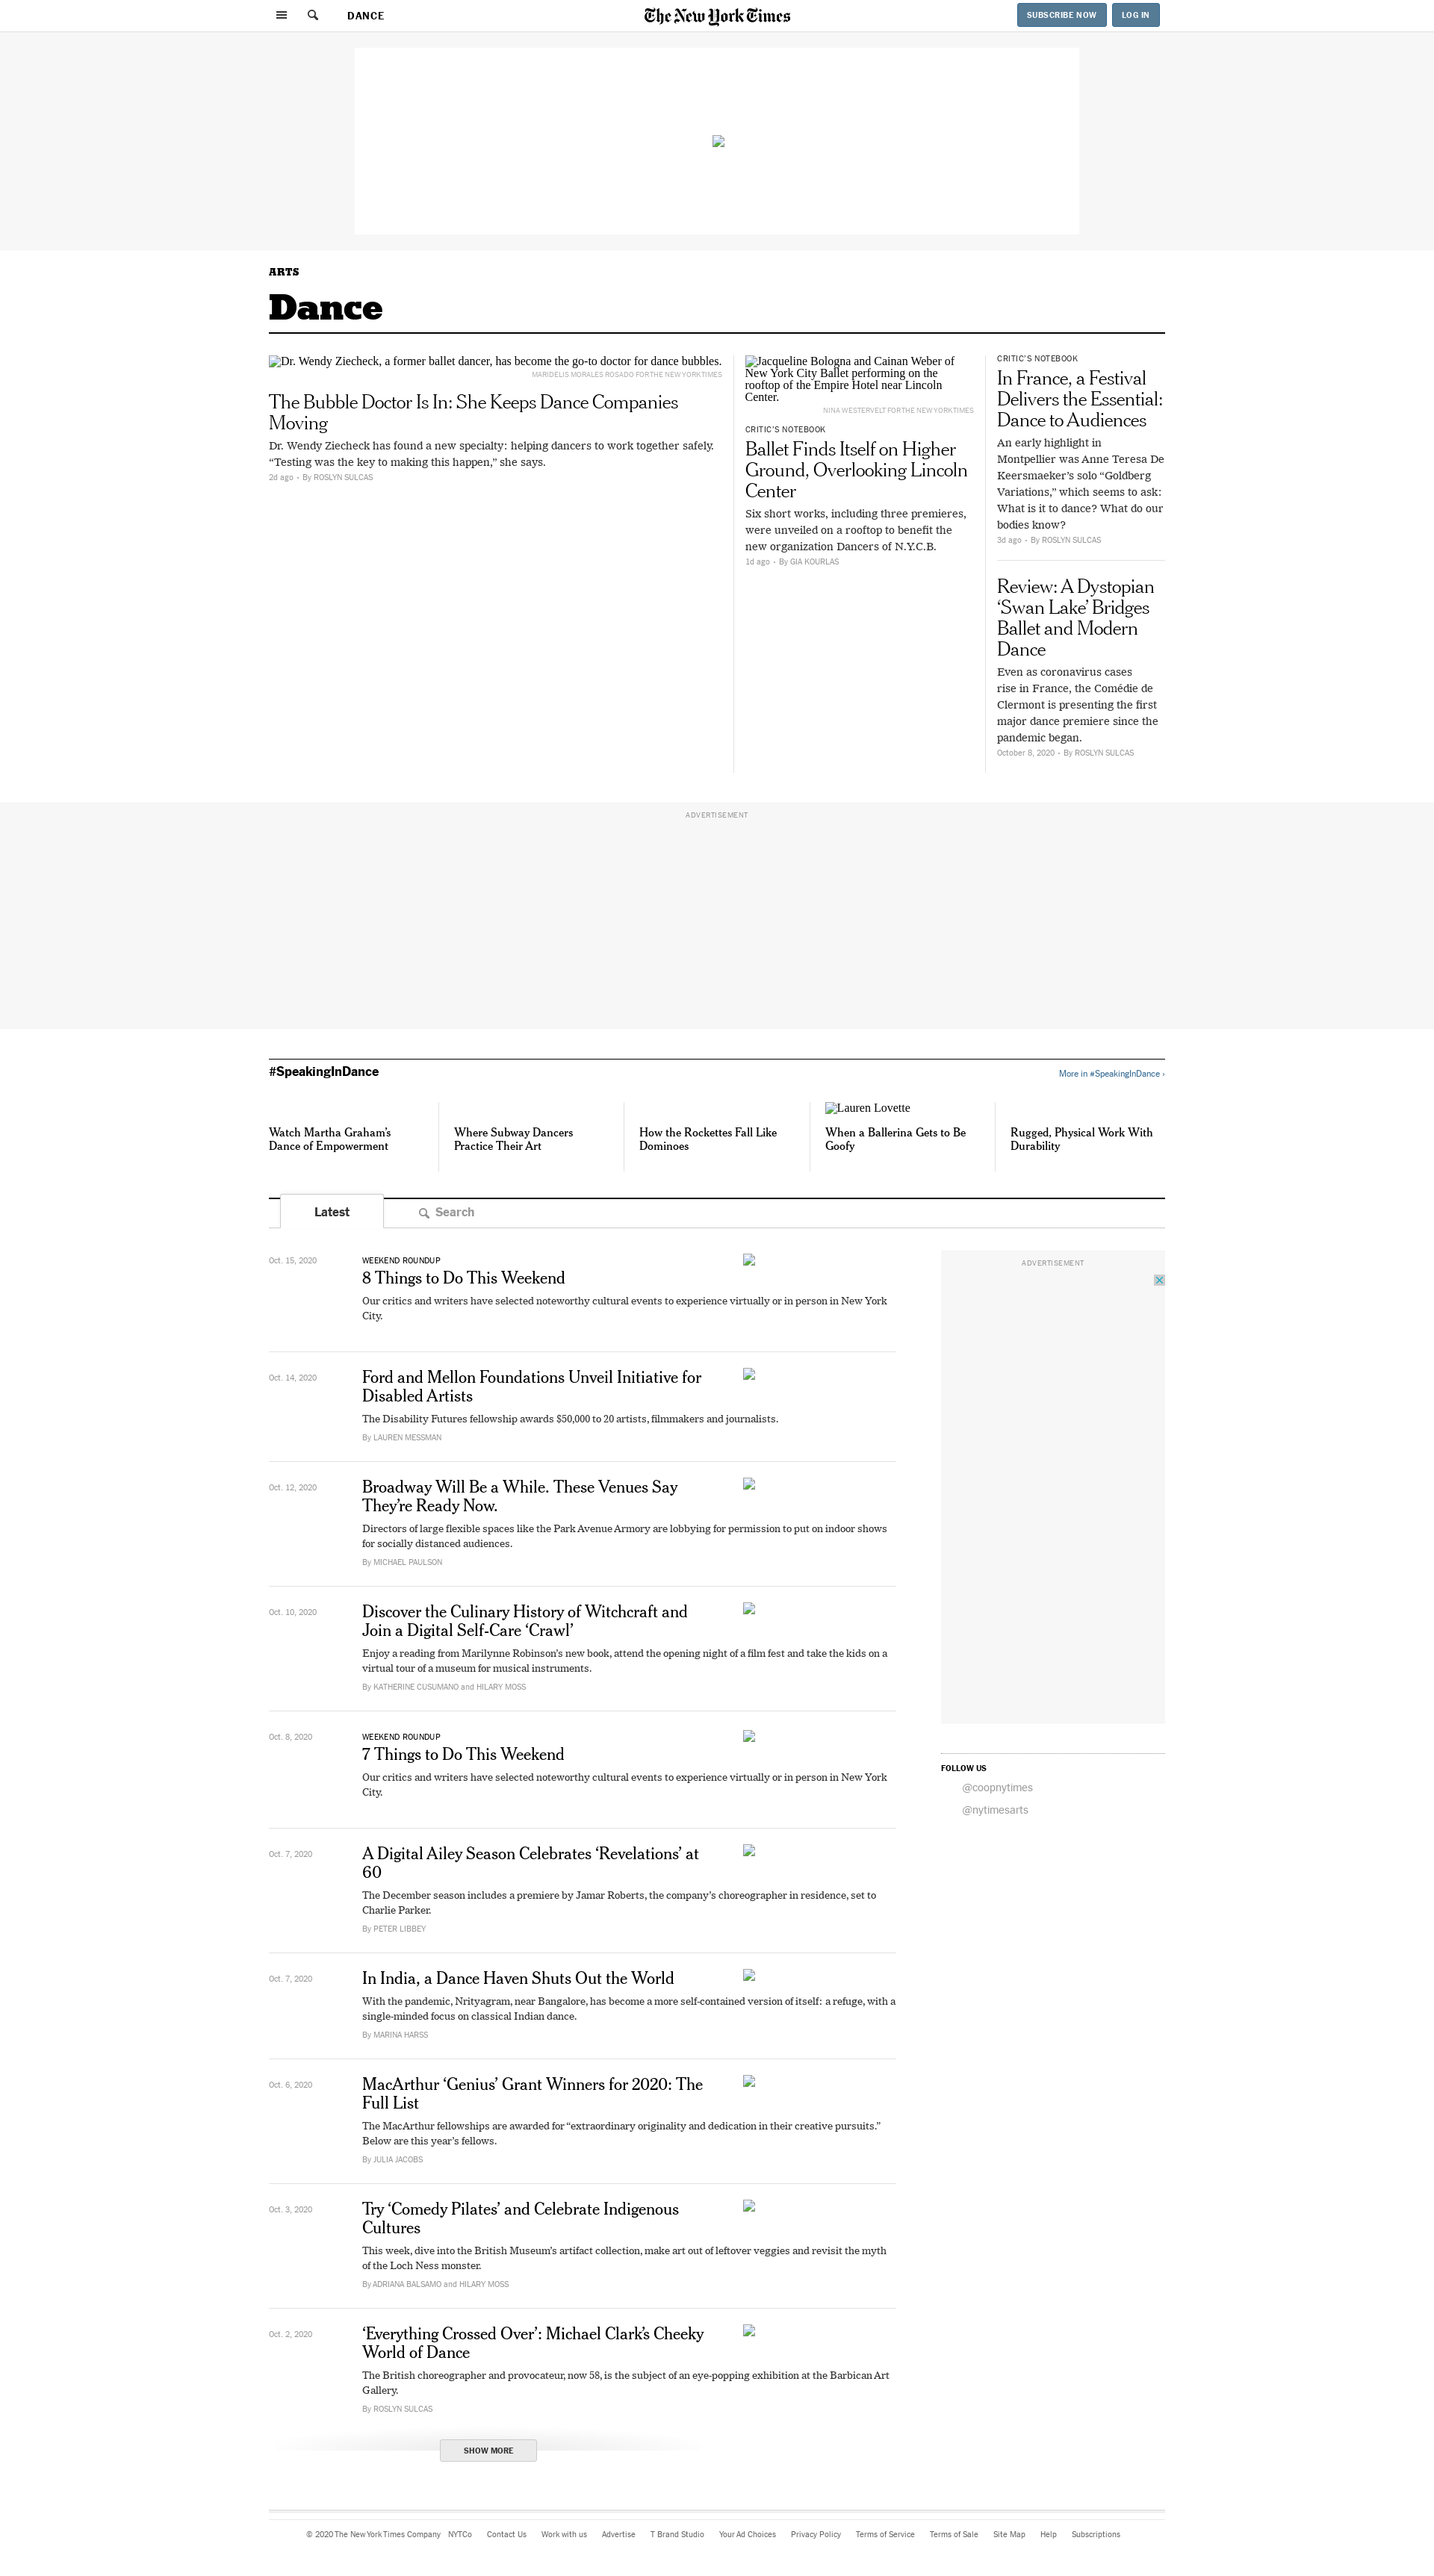 DANCE
The New York Times
SUBSCRIBE NOW
LOG IN
ARTS
Dance
Dr. Wendy Ziecheck, a former ballet dancer, has become the go-to doctor for dance bubbles.
MARIDELIS MORALES ROSADO FOR THE NEW YORK TIMES
The Bubble Doctor Is In: She Keeps Dance Companies
Moving
Dr. Wendy Ziecheck has found a new specialty: helping dancers to work together safely.
“Testing was the key to making this happen,” she says.
2d ago • By ROSLYN SULCAS
Jacqueline Bologna and Cainan Weber of
New York City Ballet performing on the
rooftop of the Empire Hotel near Lincoln
Center.
NINA WESTERVELT FOR THE NEW YORK TIMES
CRITIC’S NOTEBOOK
Ballet Finds Itself on Higher
Ground, Overlooking Lincoln
Center
Six short works, including three premieres,
were unveiled on a rooftop to benefit the
new organization Dancers of N.Y.C.B.
1d ago • By GIA KOURLAS
CRITIC’S NOTEBOOK
In France, a Festival
Delivers the Essential:
Dance to Audiences
An early highlight in
Montpellier was Anne Teresa De
Keersmaeker’s solo “Goldberg
Variations,” which seems to ask:
What is it to dance? What do our
bodies know?
3d ago • By ROSLYN SULCAS
Review: A Dystopian
‘Swan Lake’ Bridges
Ballet and Modern
Dance
Even as coronavirus cases
rise in France, the Comédie de
Clermont is presenting the first
major dance premiere since the
pandemic began.
October 8, 2020 • By ROSLYN SULCAS
ADVERTISEMENT
#SpeakingInDance
More in #SpeakingInDance ›
Watch Martha Graham’s
Dance of Empowerment
Where Subway Dancers
Practice Their Art
How the Rockettes Fall Like
Dominoes
Lauren Lovette
When a Ballerina Gets to Be
Goofy
Rugged, Physical Work With
Durability
Latest
Search
Oct. 15, 2020
WEEKEND ROUNDUP
8 Things to Do This Weekend
Our critics and writers have selected noteworthy cultural events to experience virtually or in person in New York
City.
Oct. 14, 2020
Ford and Mellon Foundations Unveil Initiative for
Disabled Artists
The Disability Futures fellowship awards $50,000 to 20 artists, filmmakers and journalists.
By LAUREN MESSMAN
Oct. 12, 2020
Broadway Will Be a While. These Venues Say
They’re Ready Now.
Directors of large flexible spaces like the Park Avenue Armory are lobbying for permission to put on indoor shows
for socially distanced audiences.
By MICHAEL PAULSON
Oct. 10, 2020
Discover the Culinary History of Witchcraft and
Join a Digital Self-Care ‘Crawl’
Enjoy a reading from Marilynne Robinson’s new book, attend the opening night of a film fest and take the kids on a
virtual tour of a museum for musical instruments.
By KATHERINE CUSUMANO and HILARY MOSS
Oct. 8, 2020
WEEKEND ROUNDUP
7 Things to Do This Weekend
Our critics and writers have selected noteworthy cultural events to experience virtually or in person in New York
City.
Oct. 7, 2020
A Digital Ailey Season Celebrates ‘Revelations’ at
60
The December season includes a premiere by Jamar Roberts, the company’s choreographer in residence, set to
Charlie Parker.
By PETER LIBBEY
Oct. 7, 2020
In India, a Dance Haven Shuts Out the World
With the pandemic, Nrityagram, near Bangalore, has become a more self-contained version of itself: a refuge, with a
single-minded focus on classical Indian dance.
By MARINA HARSS
Oct. 6, 2020
MacArthur ‘Genius’ Grant Winners for 2020: The
Full List
The MacArthur fellowships are awarded for “extraordinary originality and dedication in their creative pursuits.”
Below are this year’s fellows.
By JULIA JACOBS
Oct. 3, 2020
Try ‘Comedy Pilates’ and Celebrate Indigenous
Cultures
This week, dive into the British Museum’s artifact collection, make art out of leftover veggies and revisit the myth
of the Loch Ness monster.
By ADRIANA BALSAMO and HILARY MOSS
Oct. 2, 2020
‘Everything Crossed Over’: Michael Clark’s Cheeky
World of Dance
The British choreographer and provocateur, now 58, is the subject of an eye-popping exhibition at the Barbican Art
Gallery.
By ROSLYN SULCAS
SHOW MORE
ADVERTISEMENT
FOLLOW US
@coopnytimes
@nytimesarts
© 2020 The New York Times Company NYTCo Contact Us Work with us Advertise T Brand Studio Your Ad Choices Privacy Policy Terms of Service Terms of Sale Site Map Help Subscriptions